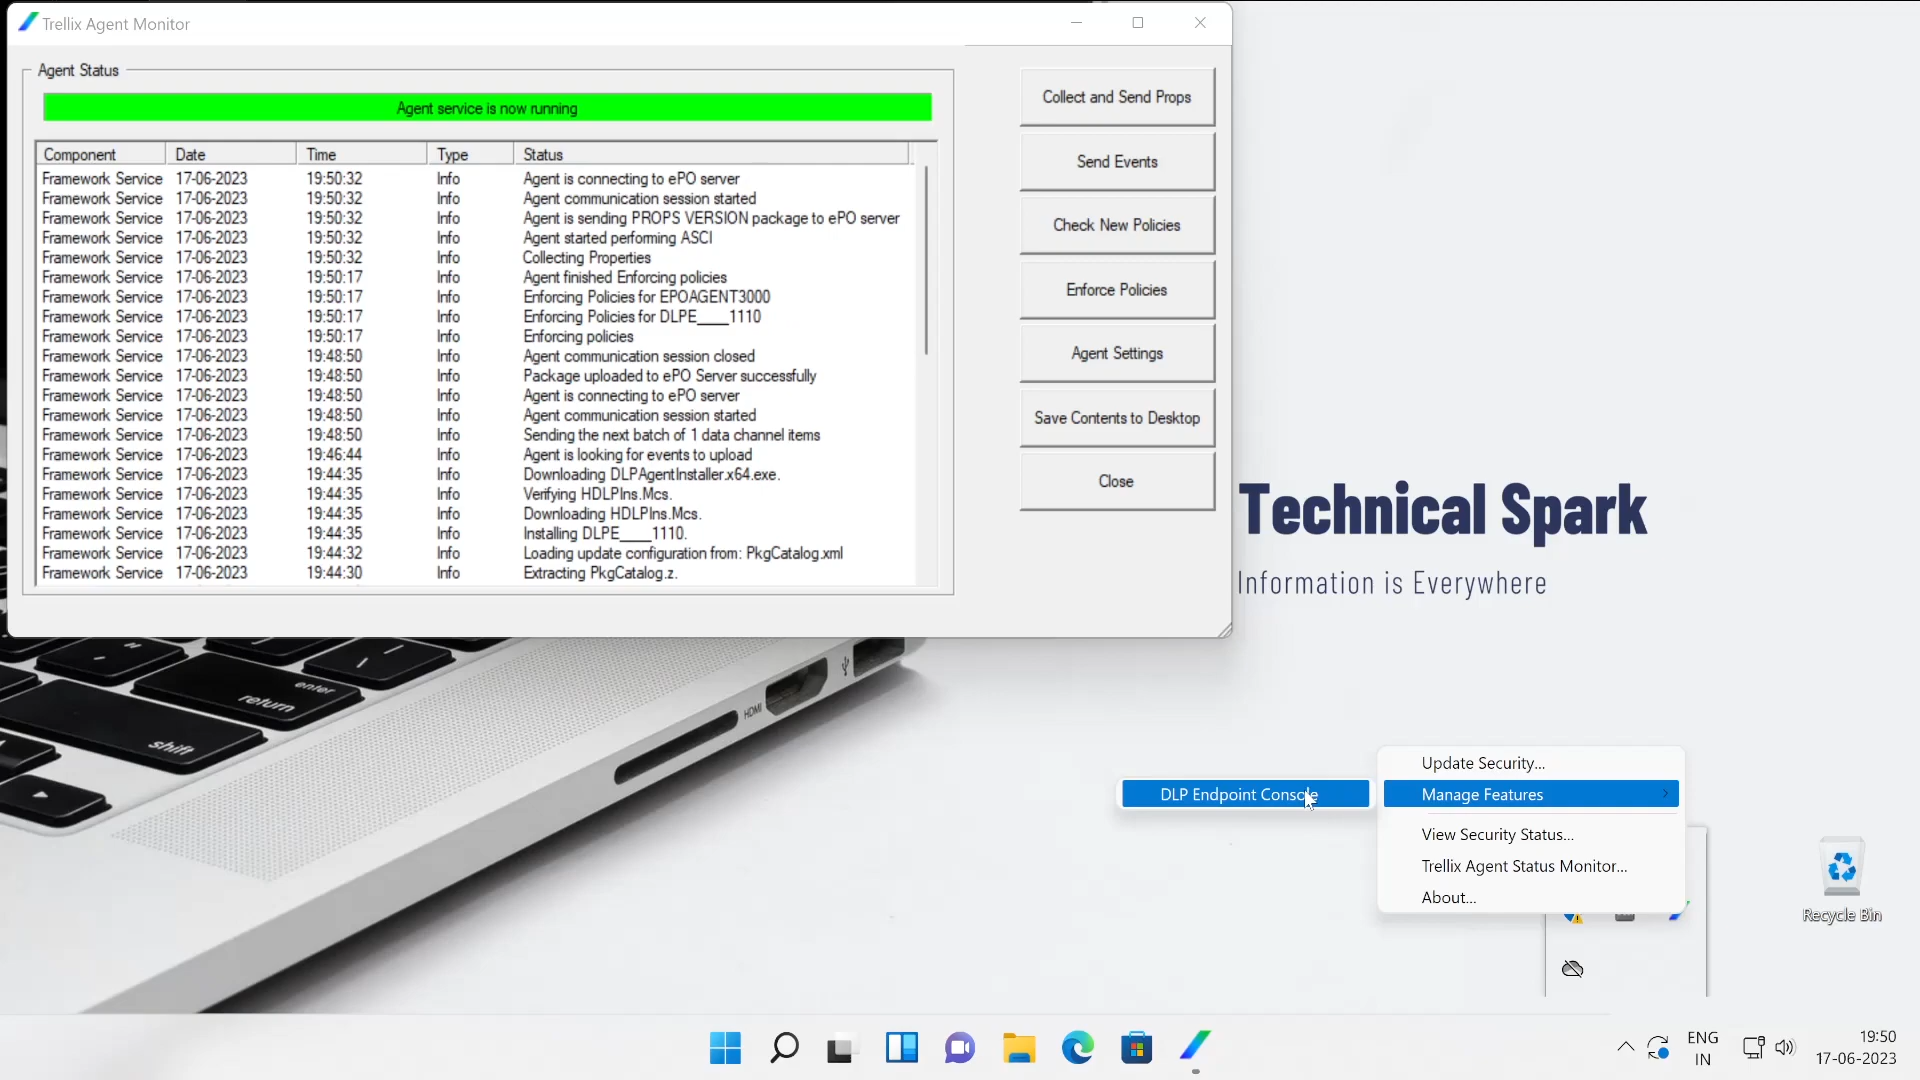 Trellix Agent Monitor
Agent Status
Agent service is now running
Component Date Time Type Status
Framework Service 17-06-2023 19:50:32 Info Agent is connecting to ePO server
Framework Service 17-06-2023 19:50:32 Info Agent communication session started
Framework Service 17-06-2023 19:50:32 Info Agent is sending PROPS VERSION package to ePO server
Framework Service 17-06-2023 19:50:32 Info Agent started performing ASCI
Framework Service 17-06-2023 19:50:32 Info Collecting Properties
Framework Service 17-06-2023 19:50:17 Info Agent finished Enforcing policies
Framework Service 17-06-2023 19:50:17 Info Enforcing Policies for EPOAGENT3000
Framework Service 17-06-2023 19:50:17 Info Enforcing Policies for DLPE____1110
Framework Service 17-06-2023 19:50:17 Info Enforcing policies
Framework Service 17-06-2023 19:48:50 Info Agent communication session closed
Framework Service 17-06-2023 19:48:50 Info Package uploaded to ePO Server successfully
Framework Service 17-06-2023 19:48:50 Info Agent is connecting to ePO server
Framework Service 17-06-2023 19:48:50 Info Agent communication session started
Framework Service 17-06-2023 19:48:50 Info Sending the next batch of 1 data channel items
Framework Service 17-06-2023 19:46:44 Info Agent is looking for events to upload
Framework Service 17-06-2023 19:44:35 Info Downloading DLPAgentInstaller.x64.exe.
Framework Service 17-06-2023 19:44:35 Info Verifying HDLPIns.Mcs.
Framework Service 17-06-2023 19:44:35 Info Downloading HDLPIns.Mcs.
Framework Service 17-06-2023 19:44:35 Info Installing DLPE____1110.
Framework Service 17-06-2023 19:44:32 Info Loading update configuration from: PkgCatalog.xml
Framework Service 17-06-2023 19:44:30 Info Extracting PkgCatalog.z.
Collect and Send Props
Send Events
Check New Policies
Enforce Policies
Agent Settings
Save Contents to Desktop
Close
Technical Spark
Information is Everywhere
enter
return
shift
HDMI
Update Security...
DLP Endpoint Console
Manage Features
View Security Status...
Trellix Agent Status Monitor...
About...
Recycle Bin
ENG
IN
19:50
17-06-2023